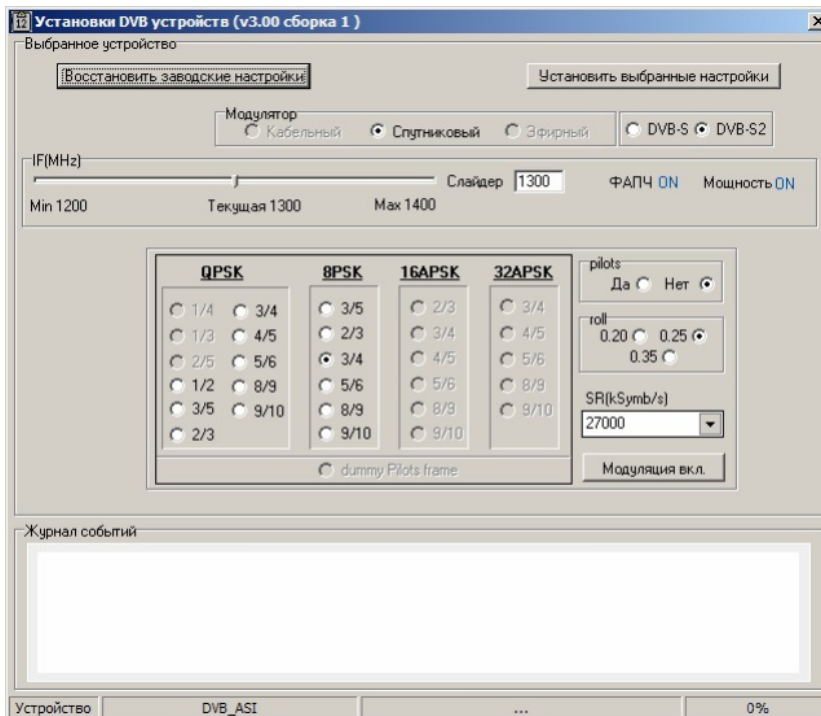 12 Установки DVB устройств (v3.00 сборка 1 )
Выбранное устройство
Восстановить заводские настройки Установить выбранные настройки
Модулятор
Кабельный Спутниковый Эфирный DVB-S DVB-S2
IF(MHz)
Слайдер 1300 ФАПЧ ON Мощность ON
Min 1200 Текущая 1300 Max 1400
QPSK 8PSK 16APSK 32APSK
1/4 3/4 3/5 2/3 3/4
1/3 4/5 2/3 3/4 4/5
2/5 5/6 3/4 4/5 5/6
1/2 8/9 5/6 5/6 8/9
3/5 9/10 8/9 8/9 9/10
2/3 9/10 9/10
dummy Pilots frame
pilots
Да Нет
roll
0.20 0.25
0.35
SR(kSymb/s)
27000
Модуляция вкл.
Журнал событий
Устройство DVB_ASI ... 0%